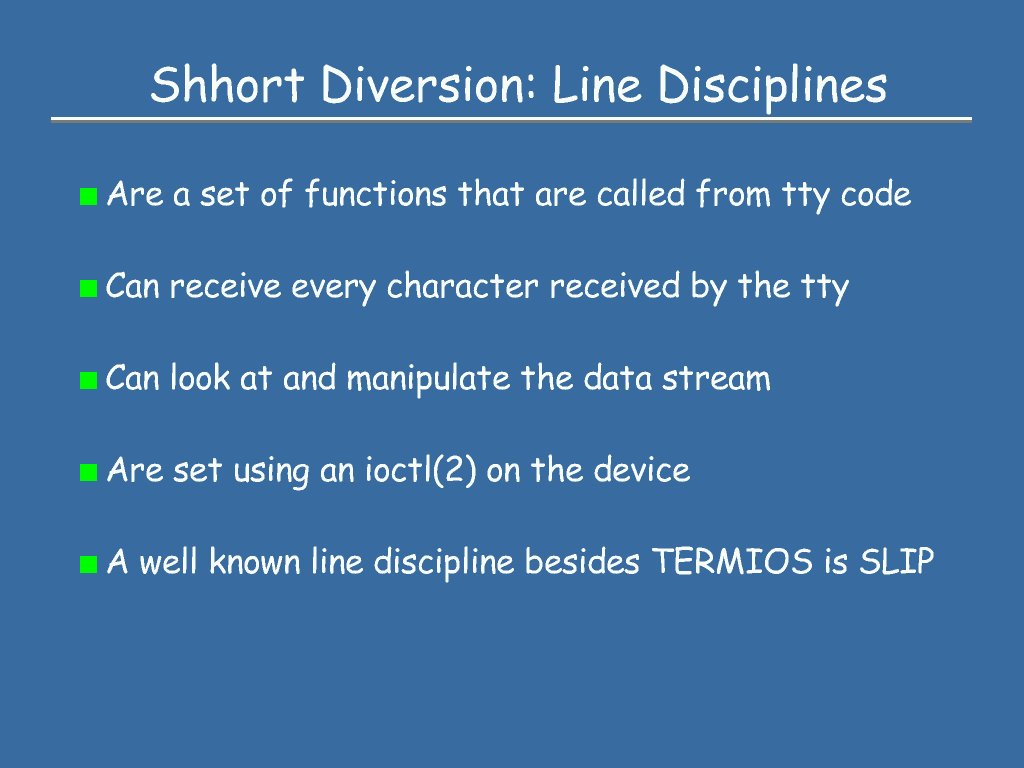 Shhort Diversion: Line Disciplines
Are a set of functions that are called from tty code
Can receive every character received by the tty
Can look at and manipulate the data stream
Are set using an ioctl(2) on the device
A well known line discipline besides TERMIOS is SLIP